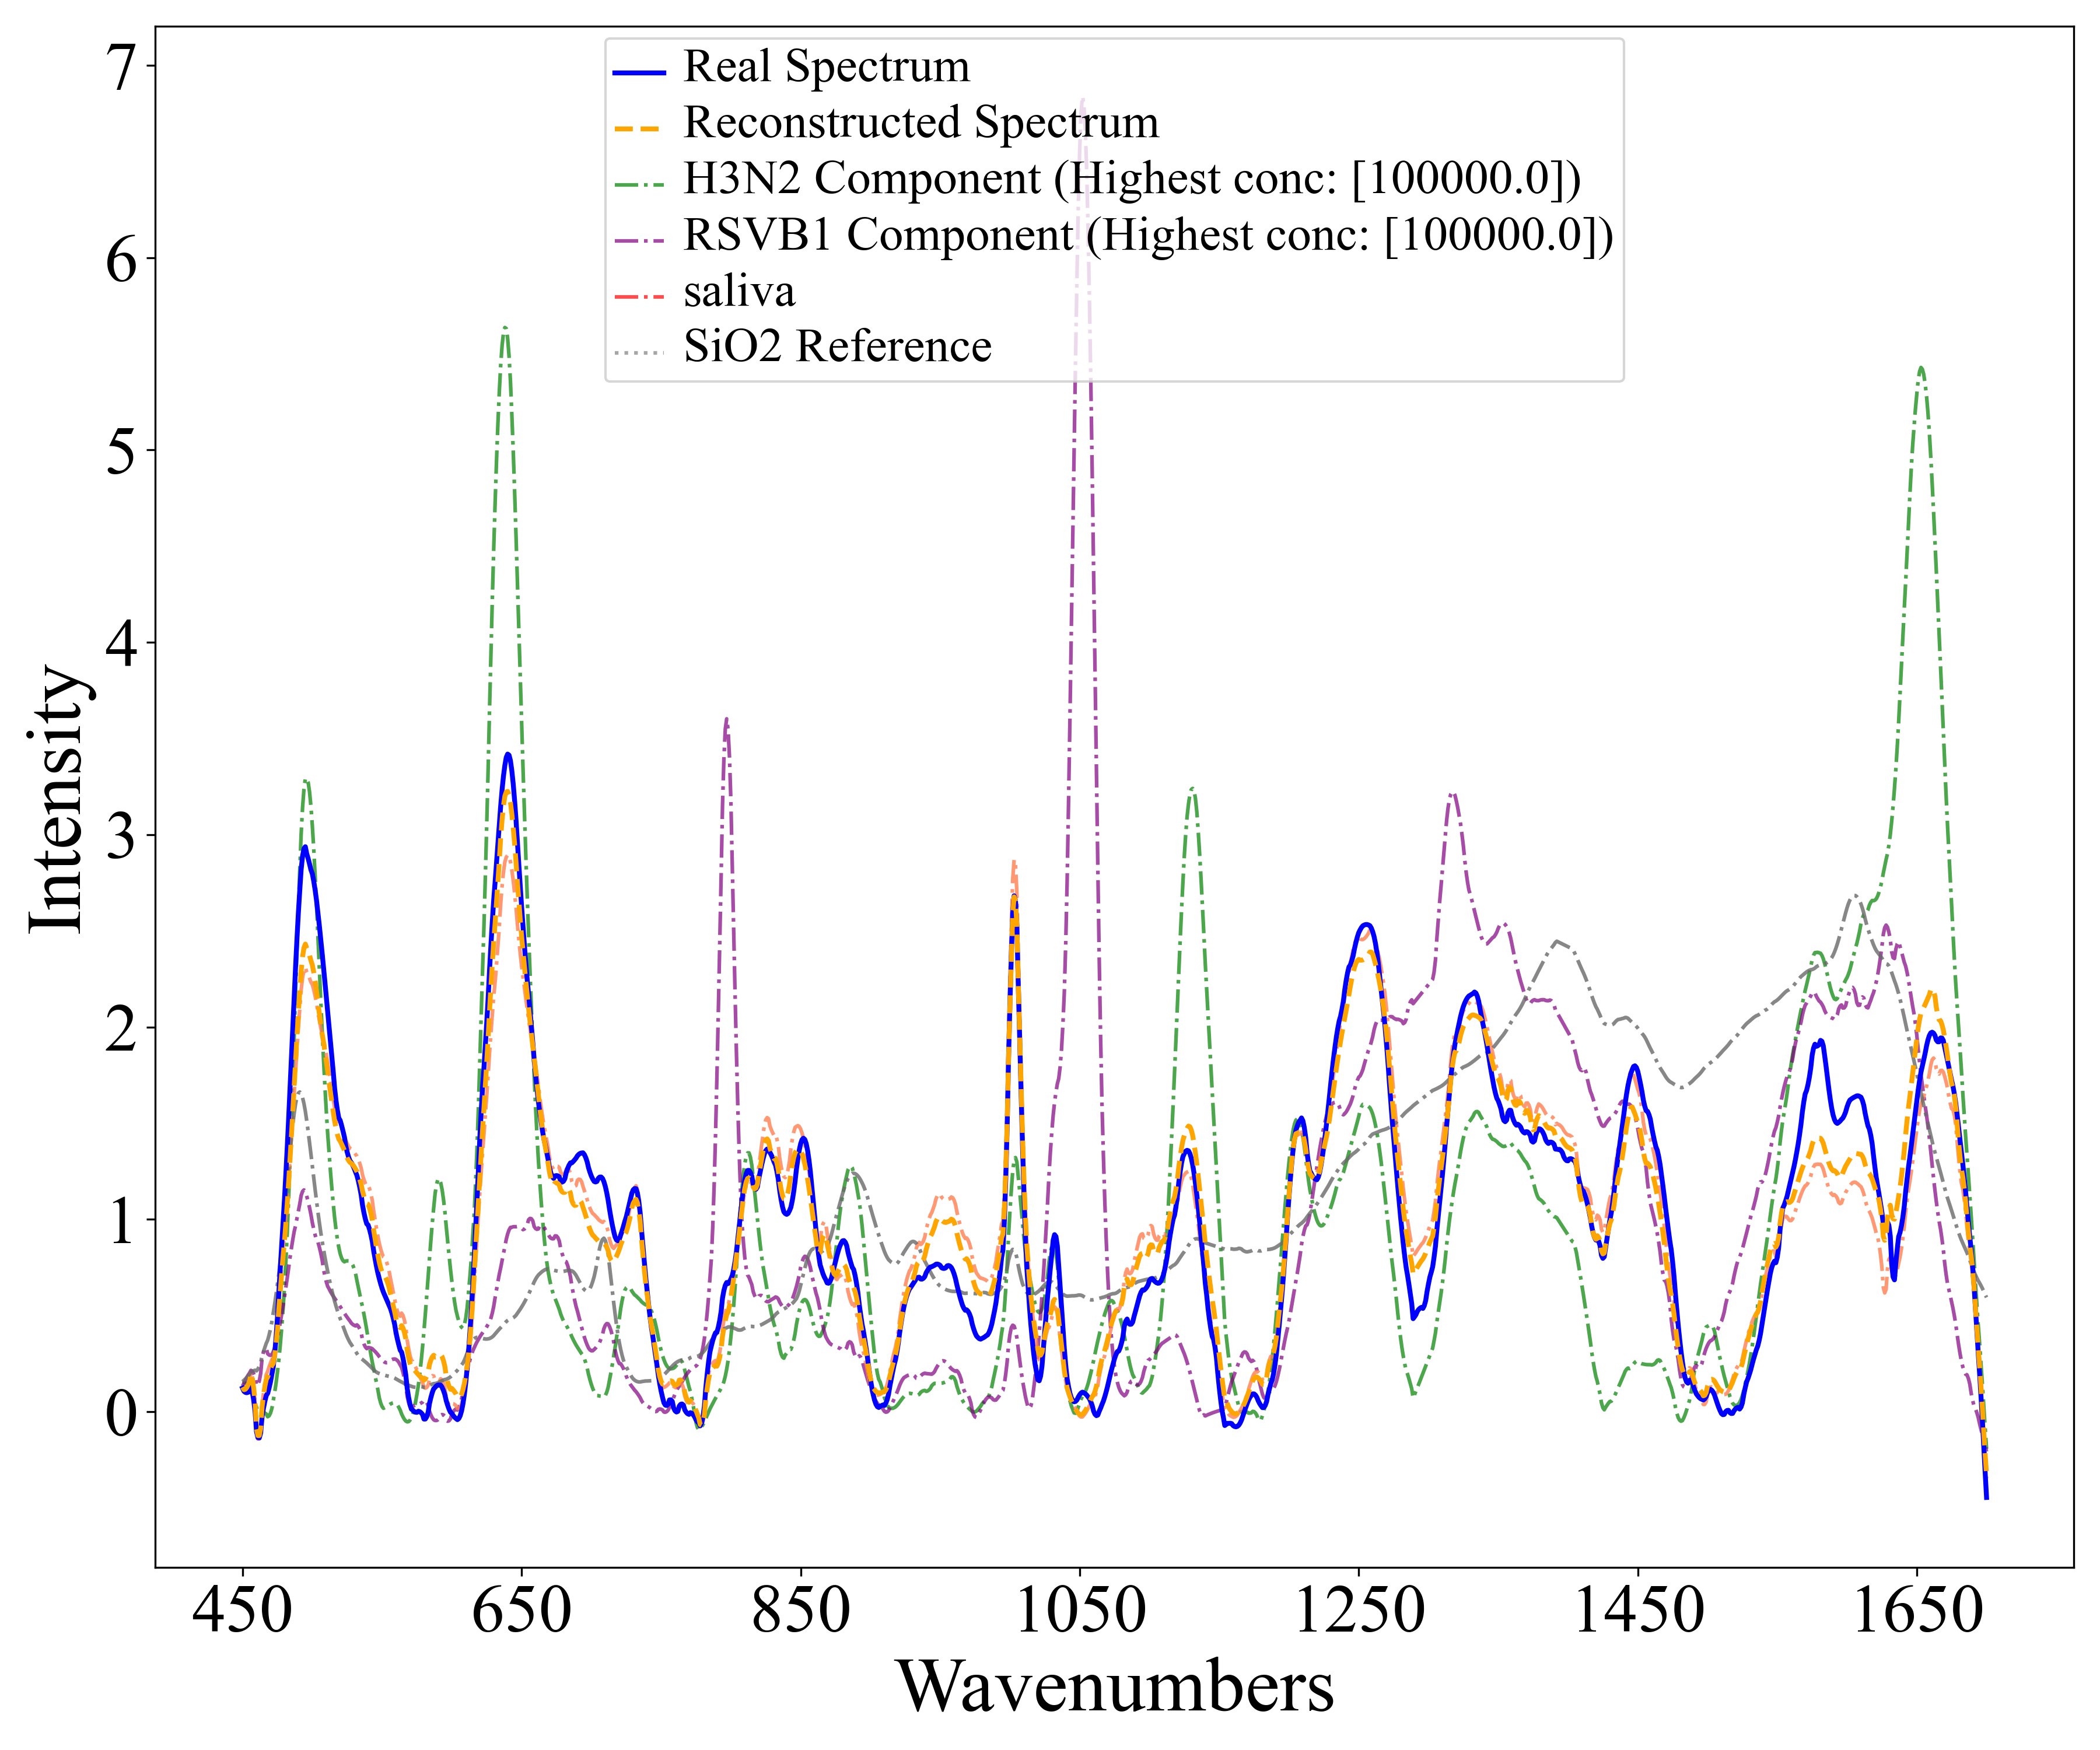 Real Spectrum
Reconstructed Spectrum
H3N2 Component (Highest conc: [100000.0])
RSVB1 Component (Highest conc: [100000.0])
saliva
SiO2 Reference
Intensity
7
6
5
4
3
2
1
0
450 650 850 1050 1250 1450 1650
Wavenumbers